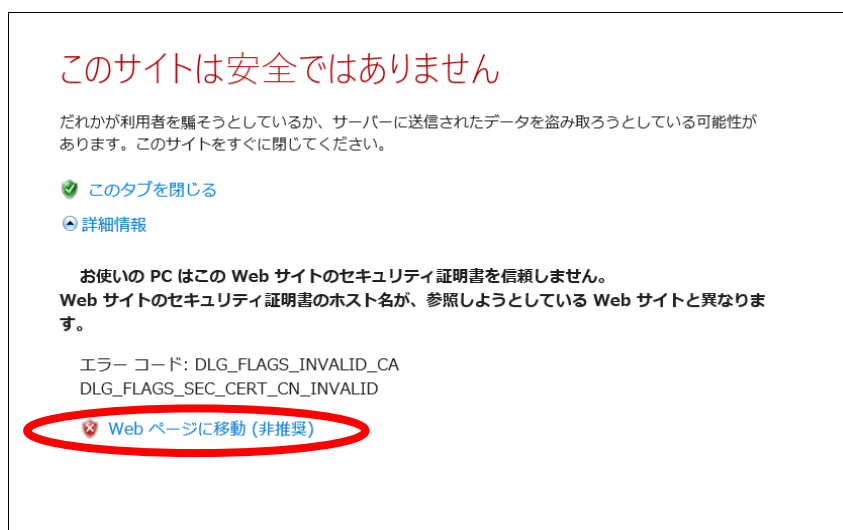 このサイトは安全ではありません
だれかが利用者を騙そうとしているか、サーバーに送信されたデータを盗み取ろうとしている可能性が
あります。このサイトをすぐに閉じてください。
このタブを閉じる
詳細情報
お使いの PC はこの Web サイトのセキュリティ証明書を信頼しません。
Web サイトのセキュリティ証明書のホスト名が、参照しようとしている Web サイトと異なりま
す。
エラー コード: DLG_FLAGS_INVALID_CA
DLG_FLAGS_SEC_CERT_CN_INVALID
Web ページに移動 (非推奨)